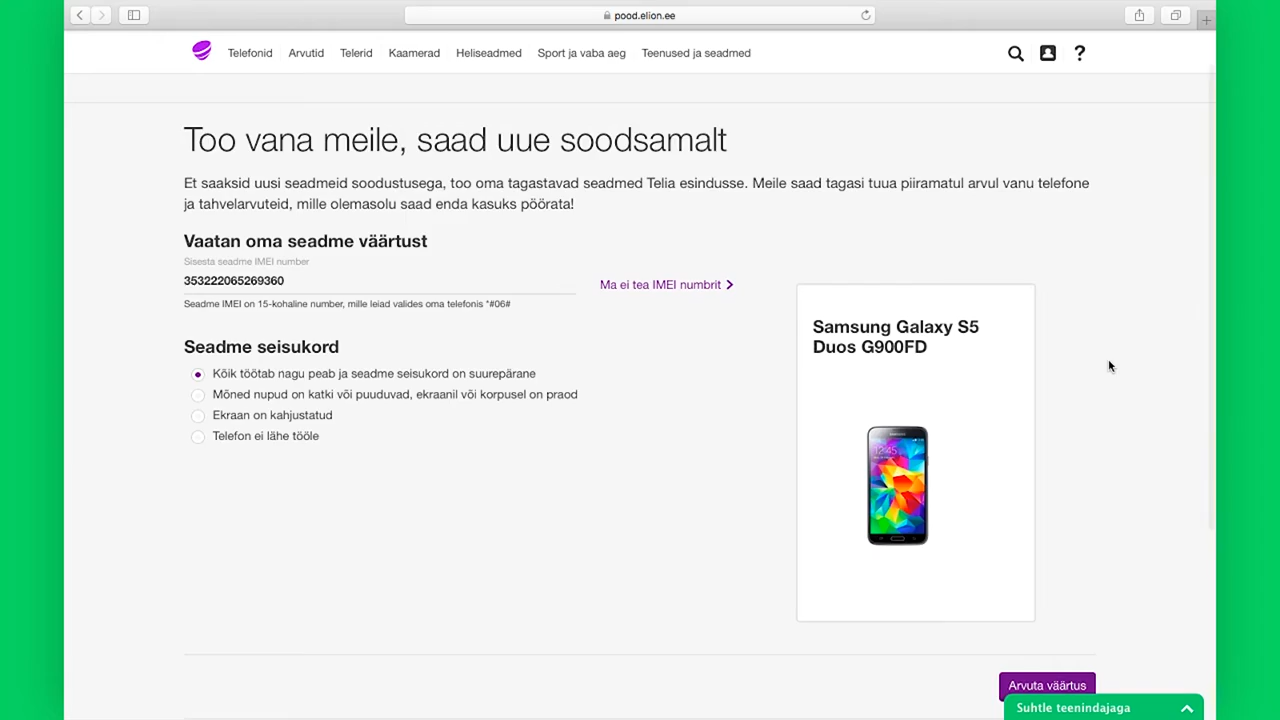 pood.elion.ee
Telefonid Arvutid Telerid Kaamerad Heliseadmed Sport ja vaba aeg Teenused ja seadmed ?
Too vana meile, saad uue soodsamalt
Et saaksid uusi seadmeid soodustusega, too oma tagastavad seadmed Telia esindusse. Meile saad tagasi tuua piiramatul arvul vanu telefone
ja tahvelarvuteid, mille olemasolu saad enda kasuks pöörata!
Vaatan oma seadme väärtust
Sisesta seadme IMEI number
353222065269360
Ma ei tea IMEI numbrit
Seadme IMEI on 15-kohaline number, mille leiad valides oma telefonis *#06#
Seadme seisukord
Kõik töötab nagu peab ja seadme seisukord on suurepärane
Mõned nupud on katki või puuduvad, ekraanil või korpusel on praod
Ekraan on kahjustatud
Telefon ei lähe tööle
Samsung Galaxy S5
Duos G900FD
SAMSUNG
12:45
Arvuta väärtus
Suhtle teenindajaga